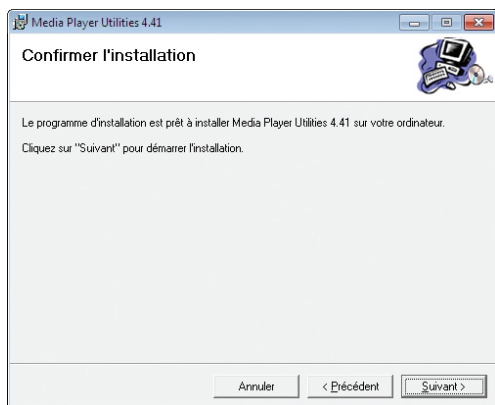 Media Player Utilities 4.41
Confirmer l'installation
Le programme d'installation est prêt à installer Media Player Utilities 4.41 sur votre ordinateur.
Cliquez sur "Suivant" pour démarrer l'installation.
Annuler
< Précédent
Suivant >